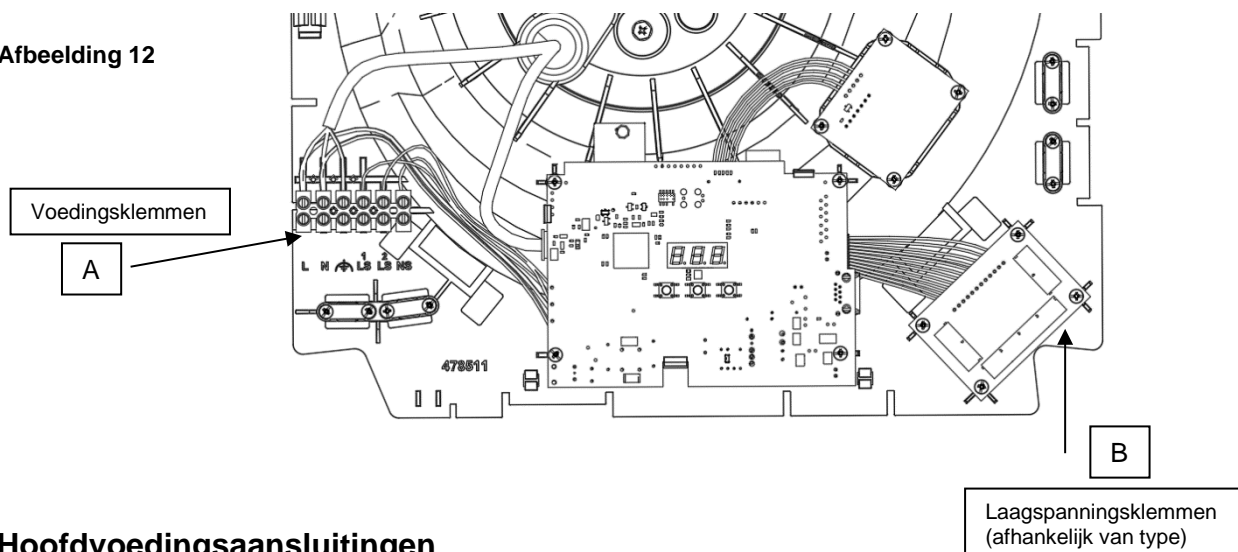 Afbeelding 12
Voedingsklemmen
A
L N 1 LS 2 LS NS
478511
B
Laagspanningsklemmen
(afhankelijk van type)
Hoofdvoedingsaansluitingen